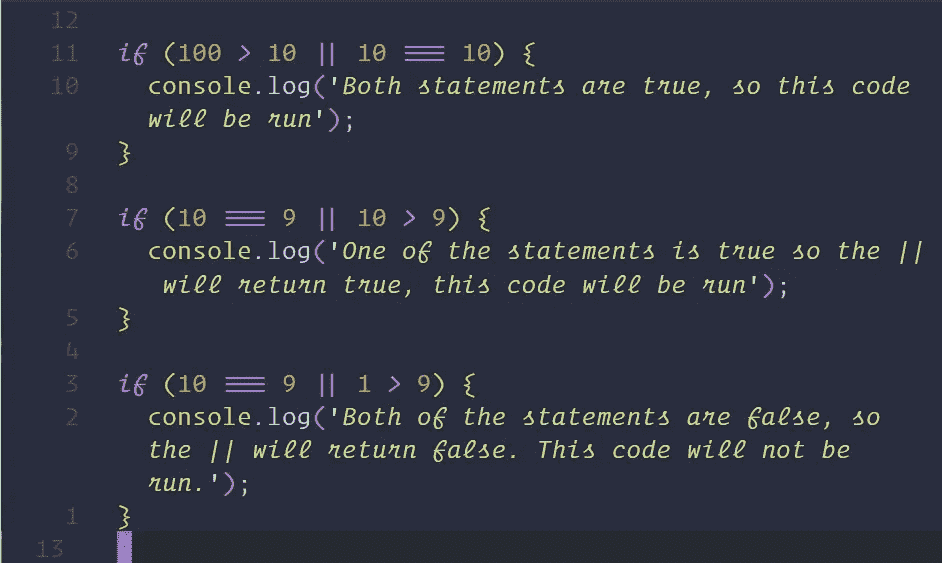 12
11 if (100 > 10 || 10 === 10) {
10 console.log('Both statements are true, so this code
will be run');
9 }
8
7 if (10 === 9 || 10 > 9) {
6 console.log('One of the statements is true so the ||
will return true, this code will be run');
5 }
4
3 if (10 === 9 || 1 > 9) {
2 console.log('Both of the statements are false, so
the || will return false. This code will not be
run.');
1 }
13